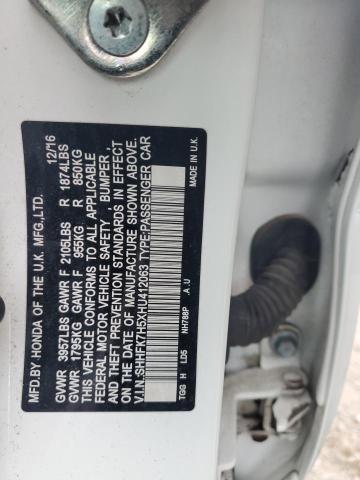 MFD.BY HONDA OF THE U.K. MFG.,LTD. 12/16
GVWR 3957LBS GAWR F 2105LBS R 1874LBS
GVWR 1795KG GAWR F 955KG. R 850KG
THIS VEHICLE CONFORMS TO ALL APPLICABLE
FEDERAL MOTOR VEHICLE SAFETY , BUMPER ,
AND THEFT PREVENTION STANDARDS IN EFFECT
ON THE DATE OF MANUFACTURE SHOWN ABOVE.
V.I.N.:SHHFK7H5XHU412063 TYPE:PASSENGER CAR
NH788P MADE IN U.K.
TGG H LD5 .A.U